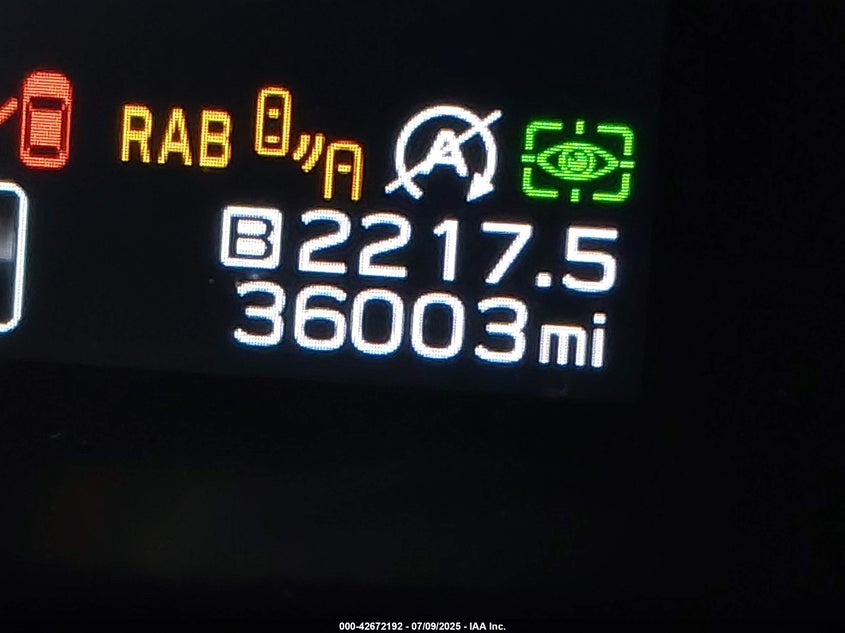 RAB A
B 2217.5
36003 mi
000-42672192 - 07/09/2025 - IAA Inc.